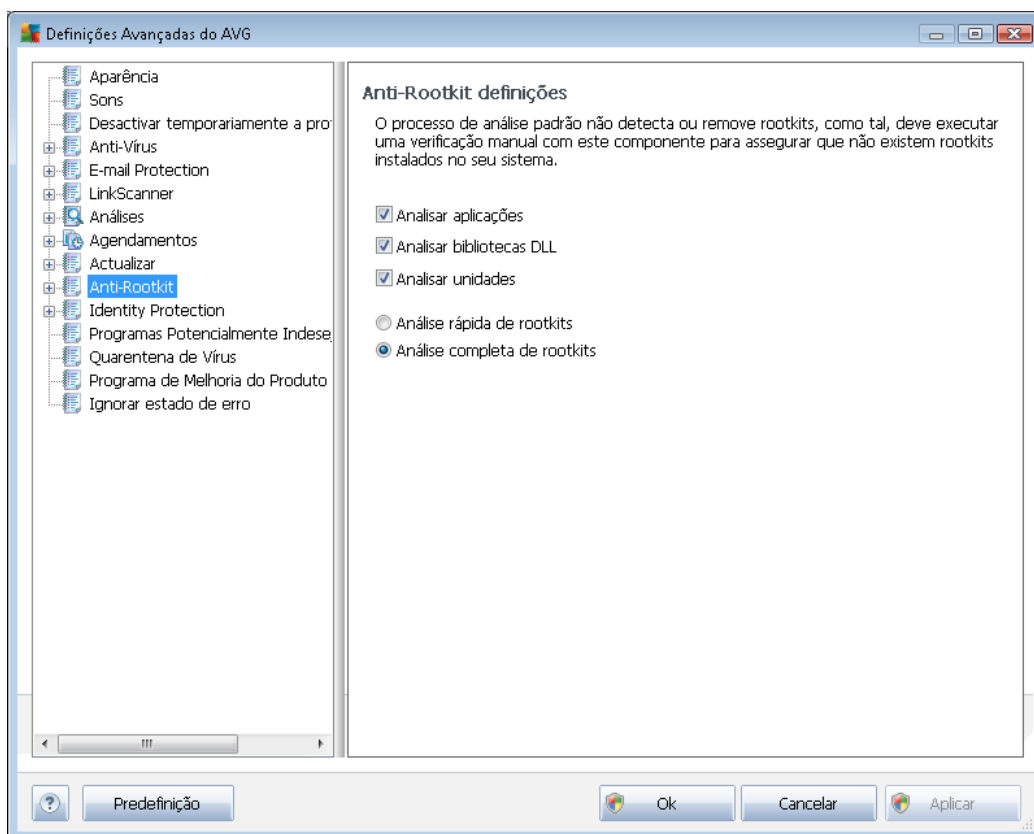 Definições Avançadas do AVG
Aparência
Sons
Desactivar temporariamente a pro
Anti-Vírus
E-mail Protection
LinkScanner
Análises
Agendamentos
Actualizar
Anti-Rootkit
Identity Protection
Programas Potencialmente Indese
Quarentena de Vírus
Programa de Melhoria do Produto
Ignorar estado de erro
Anti-Rootkit definições
O processo de análise padrão não detecta ou remove rootkits, como tal, deve executar
uma verificação manual com este componente para assegurar que não existem rootkits
instalados no seu sistema.
Analisar aplicações
Analisar bibliotecas DLL
Analisar unidades
Análise rápida de rootkits
Análise completa de rootkits
? Predefinição Ok Cancelar Aplicar